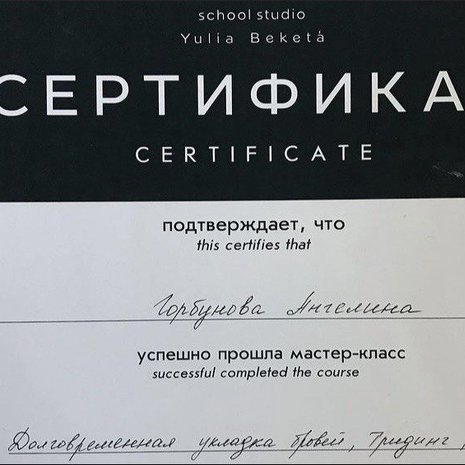 school studio
Yulia Beketá
СЕРТИФИКА
CERTIFICATE
подтверждает, что
this certifies that
Горбунова Ангелина
успешно прошла мастер-класс
successful completed the course
Долговременная укладка бровей, Тридинг,